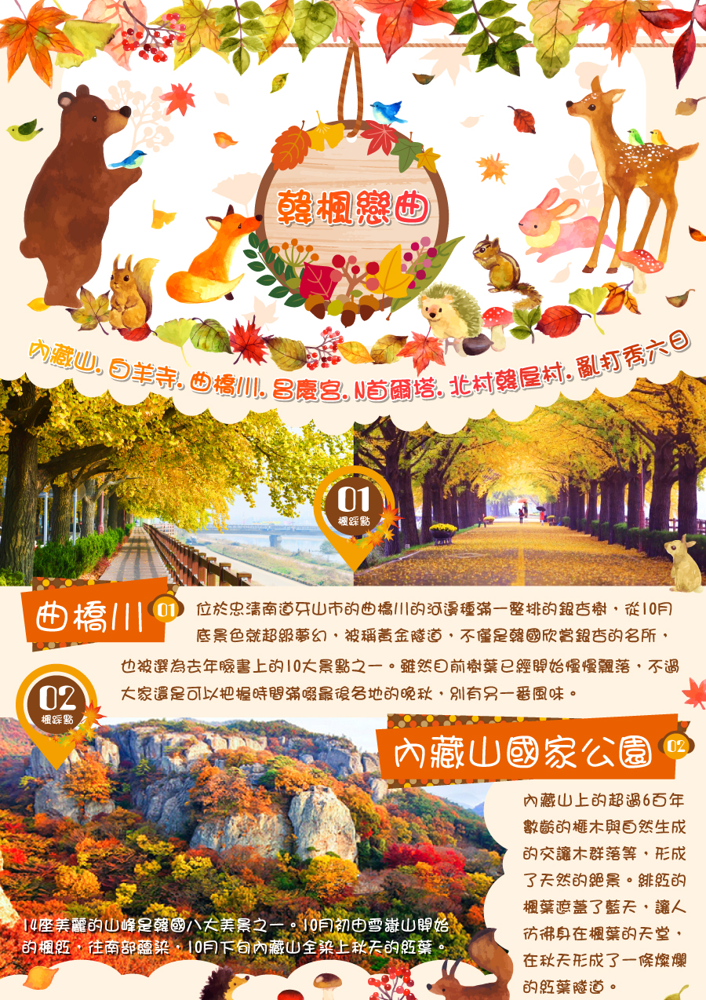 韓楓戀曲
內藏山.白羊寺.曲橋川.昌慶宮.N首爾塔.北村韓屋村.亂打秀六日
01
楓踩點
曲橋川 01
位於忠清南道牙山市的曲橋川的河邊種滿一整排的銀杏樹，從10月
底景色就超級夢幻，被稱黃金隧道，不僅是韓國欣賞銀杏的名所，
也被選為去年臉書上的10大景點之一。雖然目前樹葉已經開始慢慢飄落，不過
大家還是可以把握時間滿啜最後各地的晚秋，別有另一番風味。
02
楓踩點
內藏山國家公園 02
內藏山上的超過6百年
數齡的榧木與自然生成
的交讓木群落等，形成
了天然的絕景。緋紅的
楓葉遮蓋了藍天，讓人
仿彿身在楓葉的天堂，
在秋天形成了一條燦爛
的紅葉隧道。
14座美麗的山峰是韓國八大美景之一。10月初由雪嶽山開始
的楓紅，往南部蘊染，10月下旬內藏山全染上秋天的紅葉。